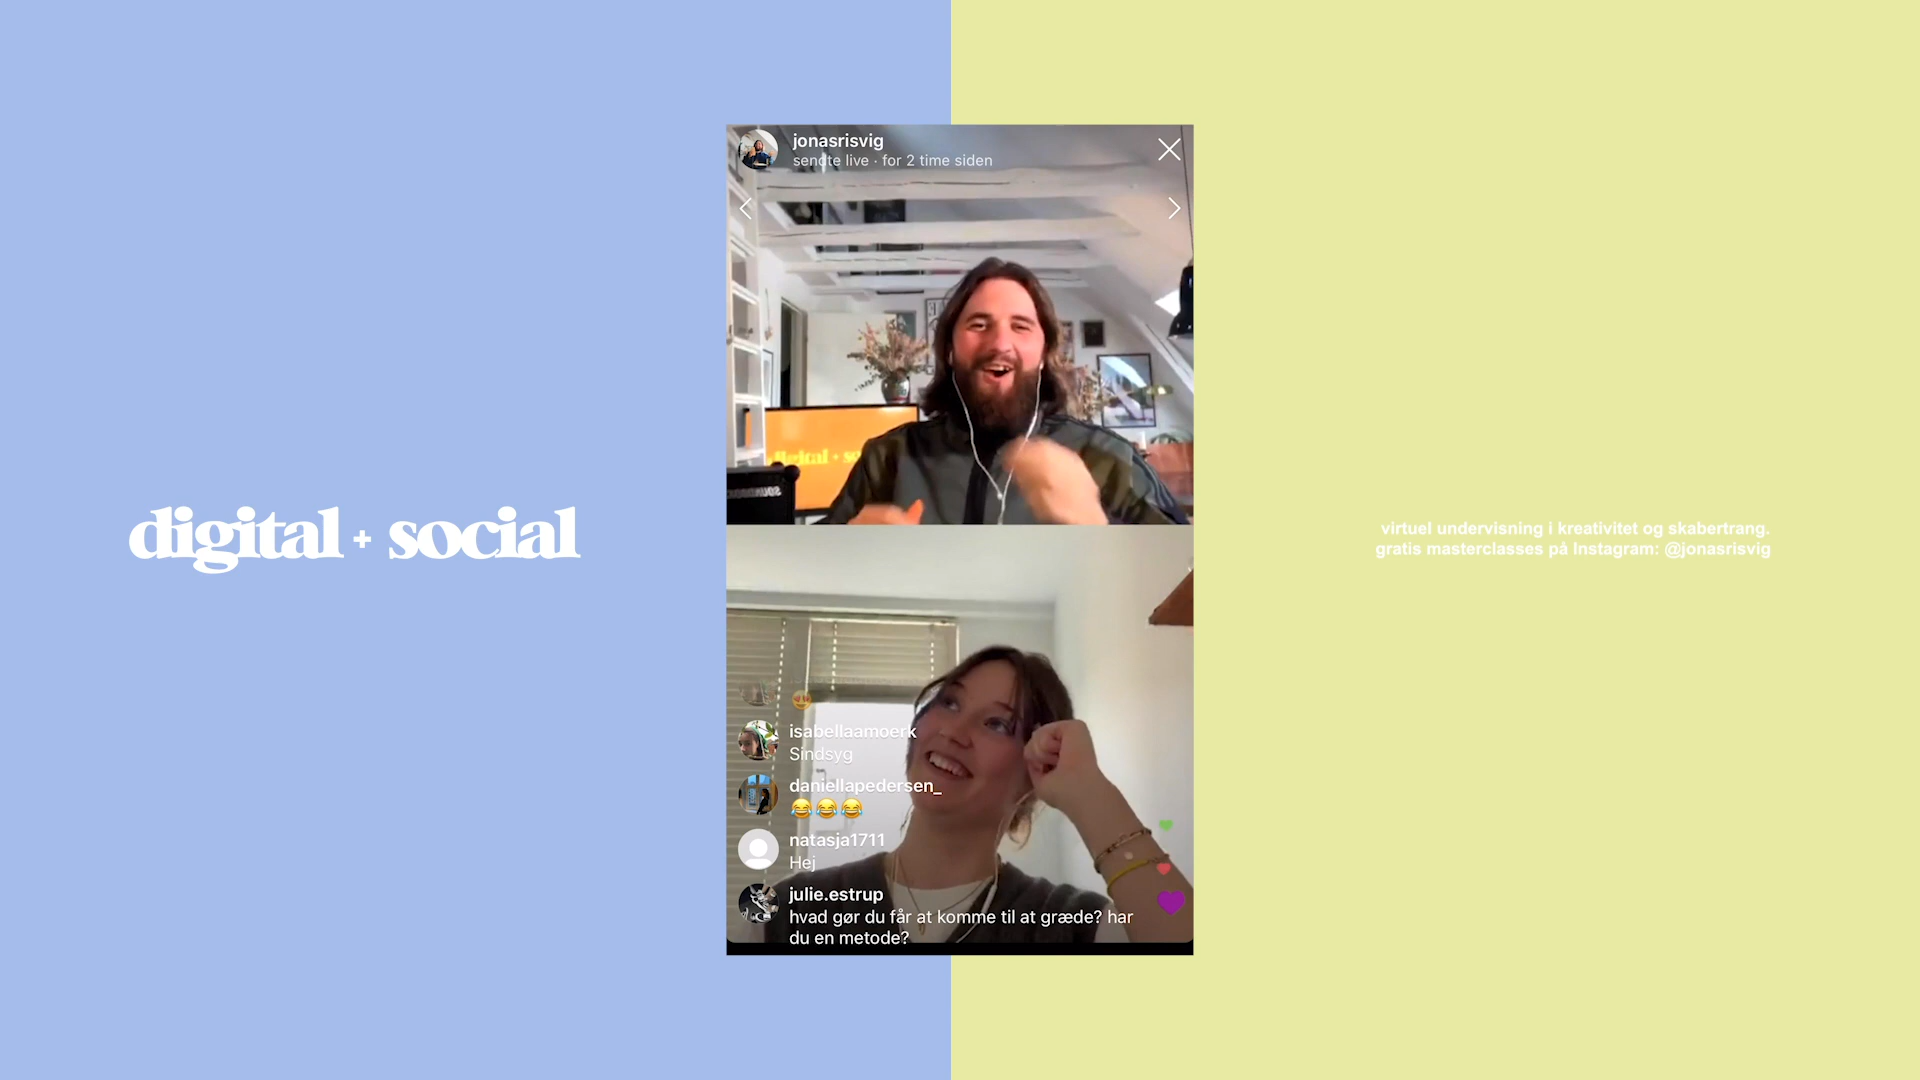 digital + social
jonasrisvig
sendte live · for 2 time siden
digital + so
isabellaamoerk
Sindsyg
daniellapedersen_
😂😂😂
natasja1711
Hej
julie.estrup
hvad gør du får at komme til at græde? har
du en metode?
virtuel undervisning i kreativitet og skabertrang.
gratis masterclasses på Instagram: @jonasrisvig